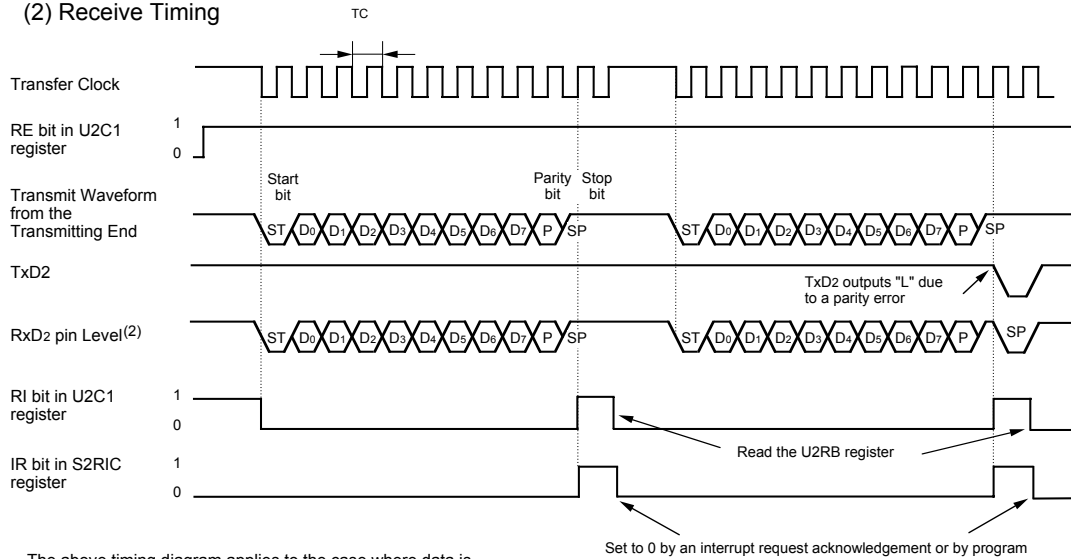 (2) Receive Timing
TC
Transfer Clock
RE bit in U2C1
register
1
0
Start
bit
Parity
bit
Stop
bit
Transmit Waveform
from the
Transmitting End
ST D0 D1 D2 D3 D4 D5 D6 D7 P SP
ST D0 D1 D2 D3 D4 D5 D6 D7 P SP
TxD2
TxD2 outputs "L" due
to a parity error
RxD2 pin Level(2)
ST D0 D1 D2 D3 D4 D5 D6 D7 P SP
ST D0 D1 D2 D3 D4 D5 D6 D7 P SP
RI bit in U2C1
register
1
0
Read the U2RB register
IR bit in S2RIC
register
1
0
Set to 0 by an interrupt request acknowledgement or by program
The above timing diagram applies to the case where data is